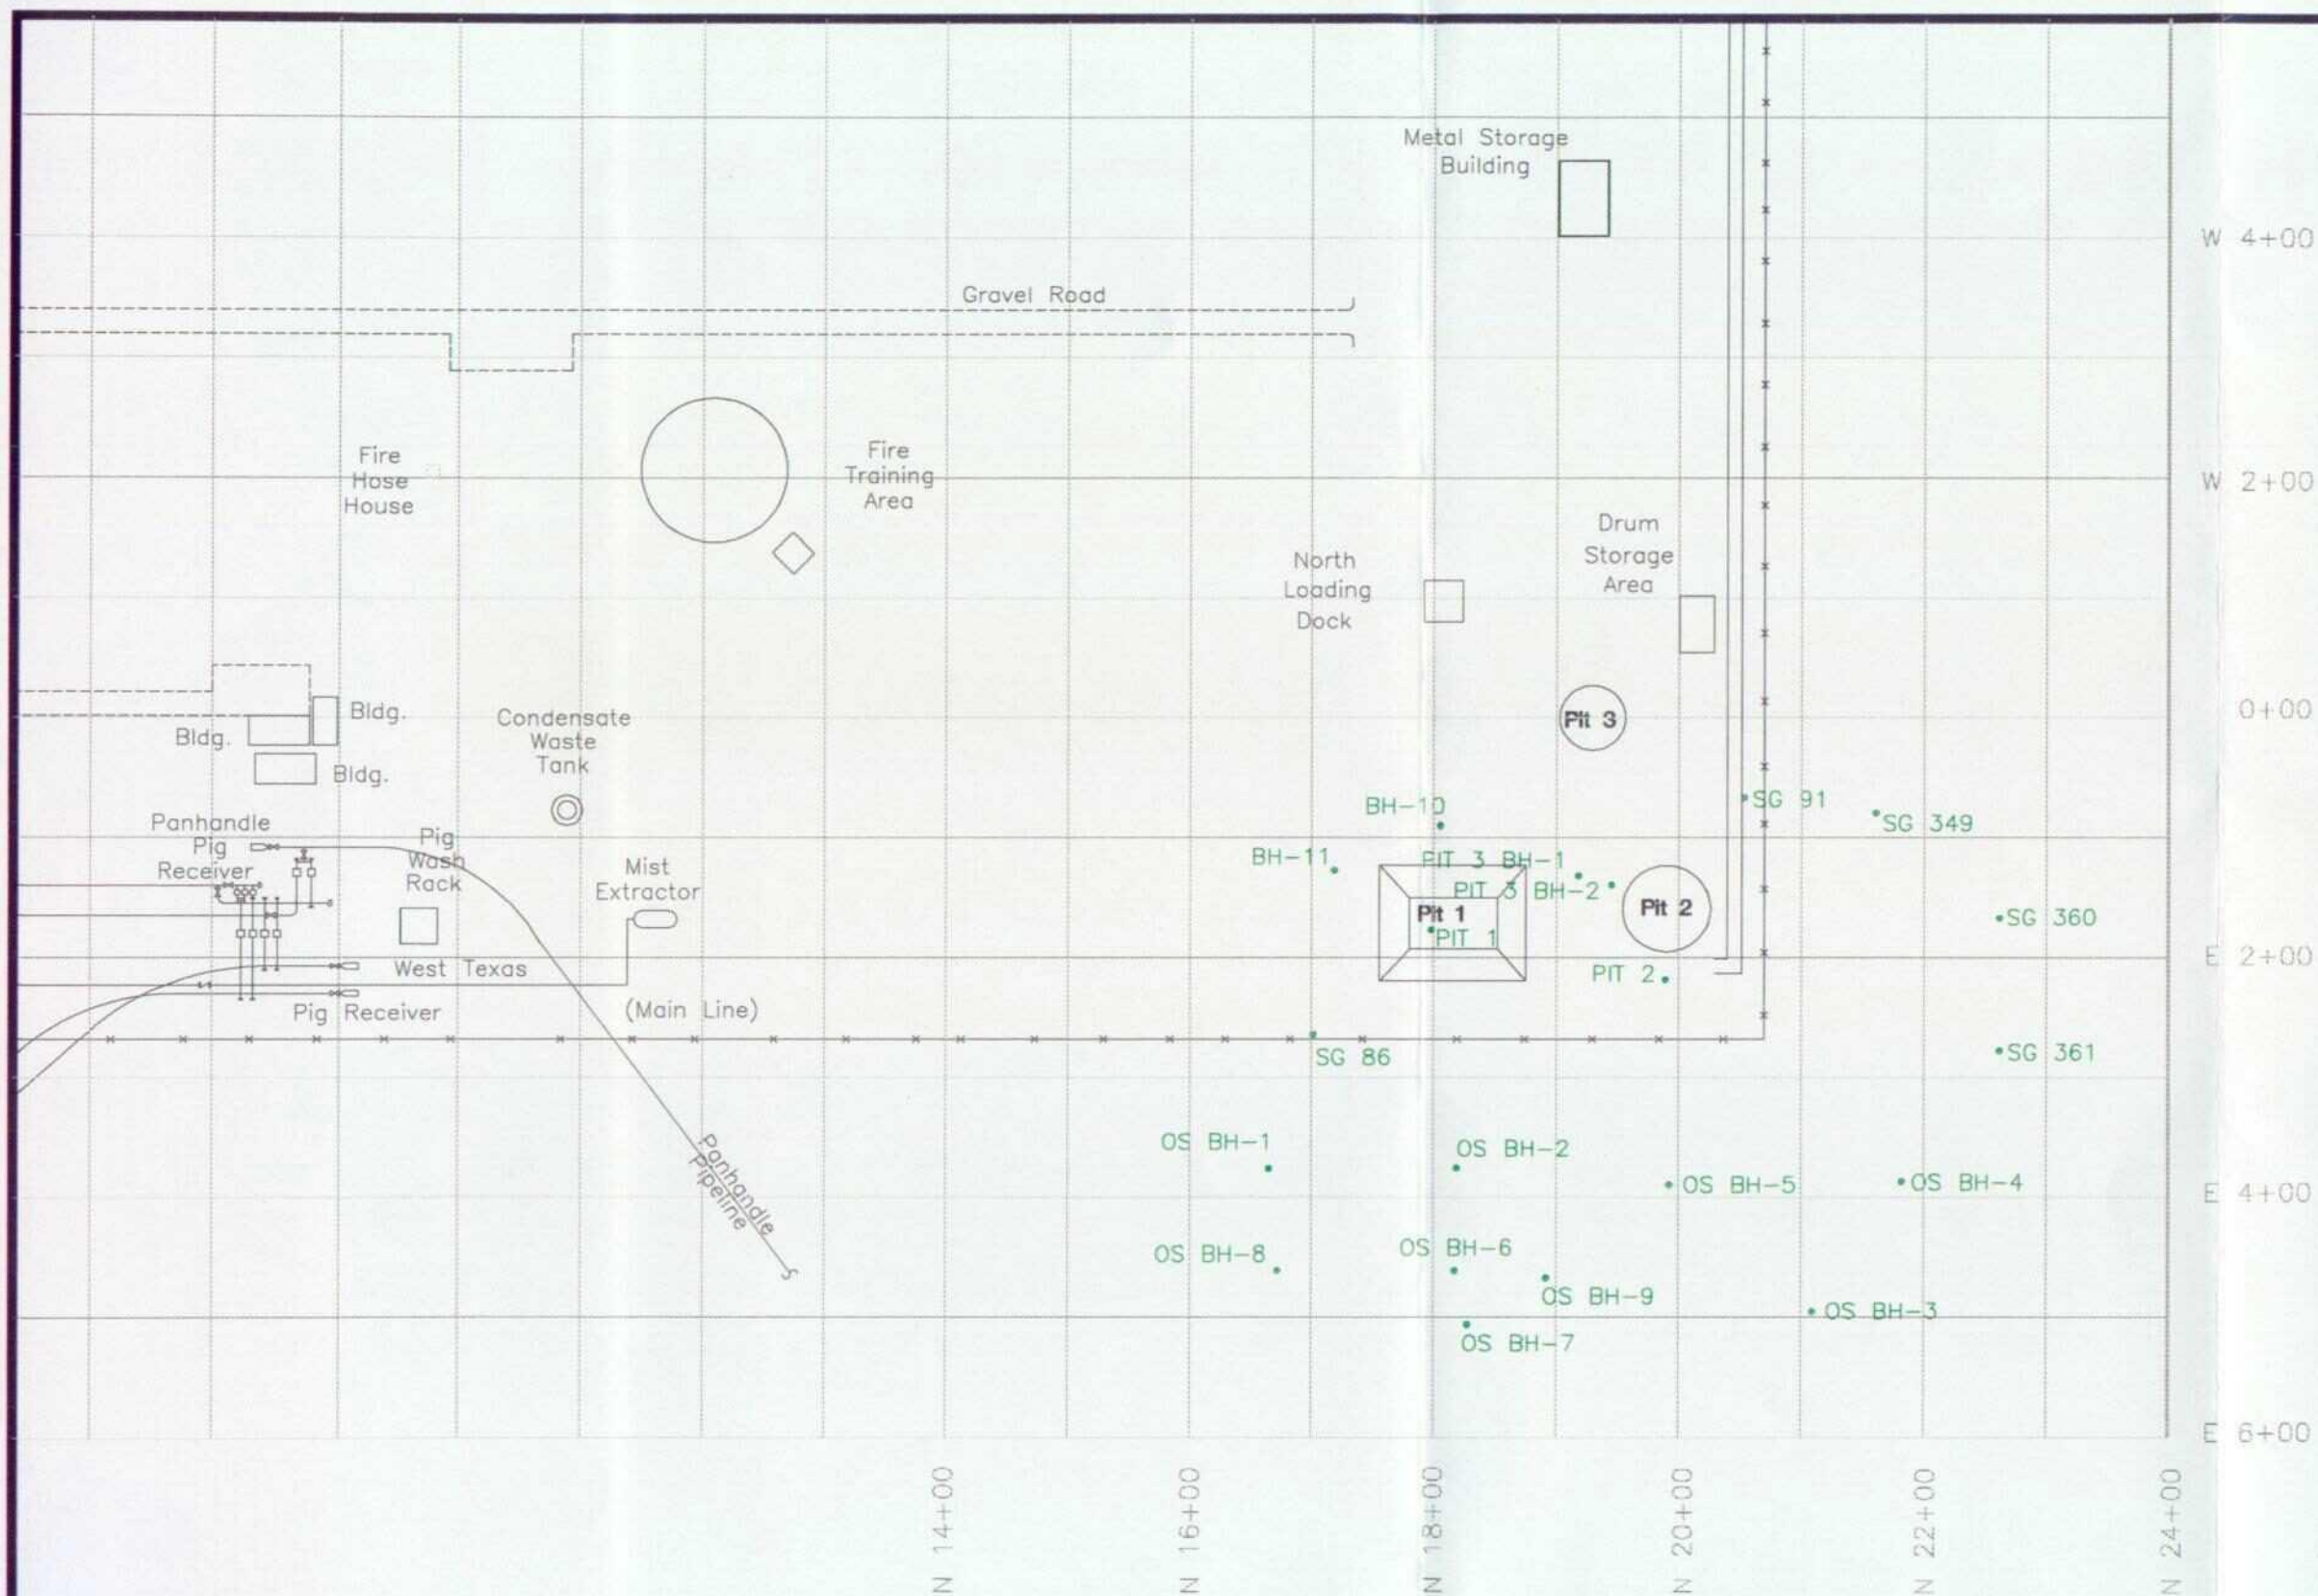 Metal Storage
Building
W 4+00
Gravel Road
Fire
Hose
House
Fire
Training
Area
W 2+00
Drum
Storage
Area
North
Loading
Dock
Bldg.
Bldg.
Bldg.
Condensate
Waste
Tank
Pit 3
0+00
SG 91
SG 349
BH-10
BH-11
PIT 3 BH-1
PIT 3 BH-2
Pit 1
PIT 1
Pit 2
PIT 2
SG 360
E 2+00
Panhandle
Pig
Receiver
Pig
Wash
Rack
Mist
Extractor
West Texas
Pig Receiver
(Main Line)
SG 86
SG 361
Panhandle
Pipeline
OS BH-1
OS BH-2
OS BH-5
OS BH-4
E 4+00
OS BH-8
OS BH-6
OS BH-9
OS BH-3
OS BH-7
E 6+00
N 14+00
N 16+00
N 18+00
N 20+00
N 22+00
N 24+00